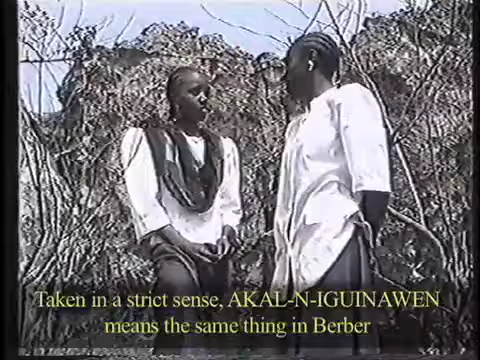 Taken in a strict sense, AKAL-N-IGUINAWEN
means the same thing in Berber